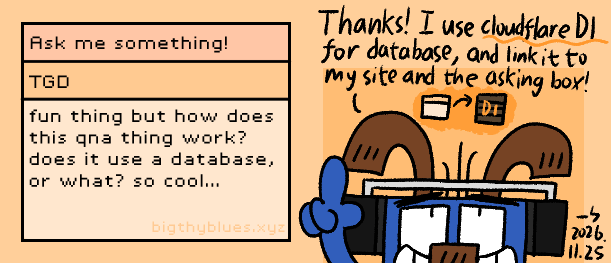 Ask me something!
TGD
fun thing but how does
this qna thing work?
does it use a database,
or what? so cool...
bigthyblues.xyz
Thanks! I use cloudflare D1
for database, and link it to
my site and the asking box!
D1
2026.
11.25